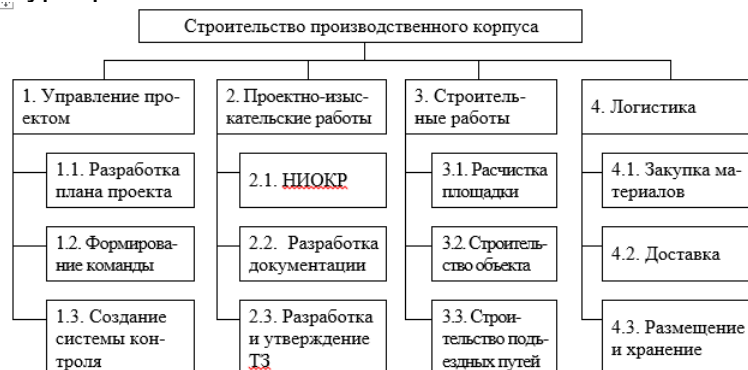 Строительство производственного корпуса
1. Управление про-
ектом
2. Проектно-изыс-
кательские работы
3. Строитель-
ные работы
4. Логистика
1.1. Разработка
плана проекта
2.1. НИОКР
3.1. Расчистка
площадки
4.1. Закупка ма-
териалов
1.2. Формирова-
ние команды
2.2. Разработка
документации
3.2. Строитель-
ство объекта
4.2. Доставка
1.3. Создание
системы кон-
троля
2.3. Разработка
и утверждение
ТЗ
3.3. Строи-
тельство подъ-
ездных путей
4.3. Размещение
и хранение